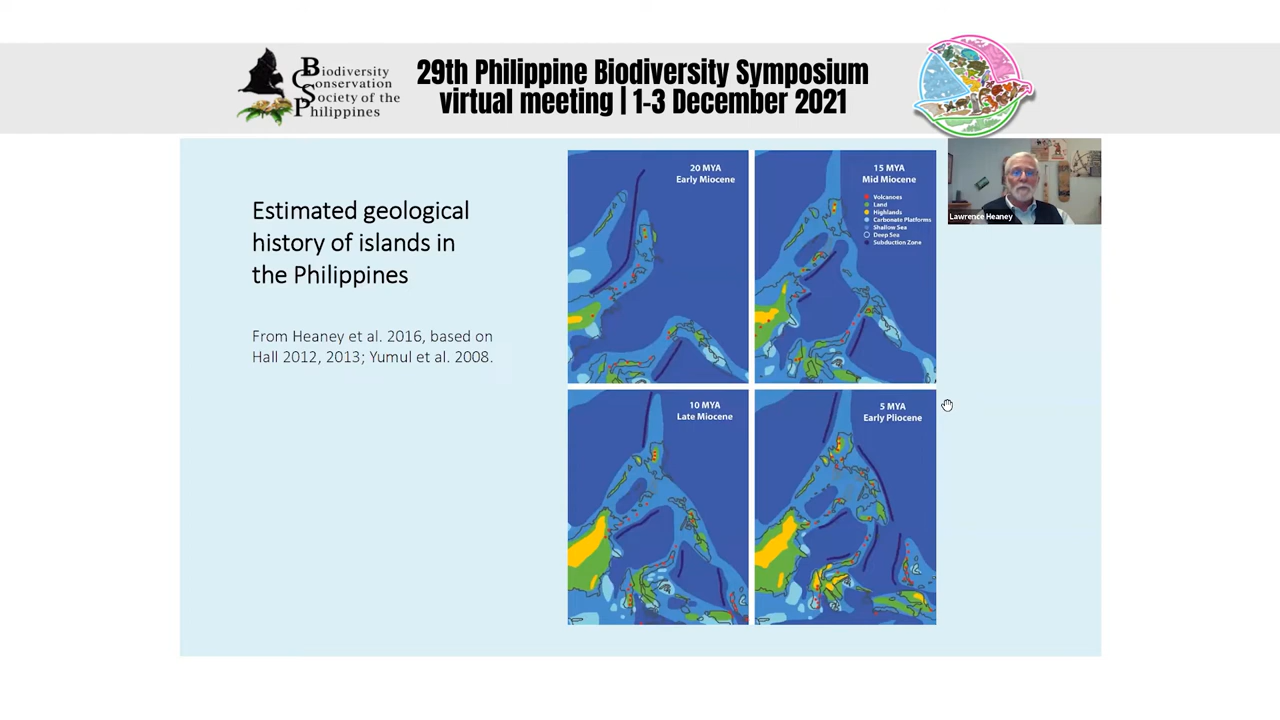 Biodiversity
Conservation
Society of the
Philippines
29th Philippine Biodiversity Symposium
virtual meeting | 1-3 December 2021
Estimated geological
history of islands in
the Philippines
From Heaney et al. 2016, based on
Hall 2012, 2013; Yumul et al. 2008.
20 MYA
Early Miocene
15 MYA
Mid Miocene
Volcanoes
Land
Highlands
Carbonate Platforms
Shallow Sea
Deep Sea
Subduction Zone
10 MYA
Late Miocene
5 MYA
Early Pliocene
Lawrence Heaney